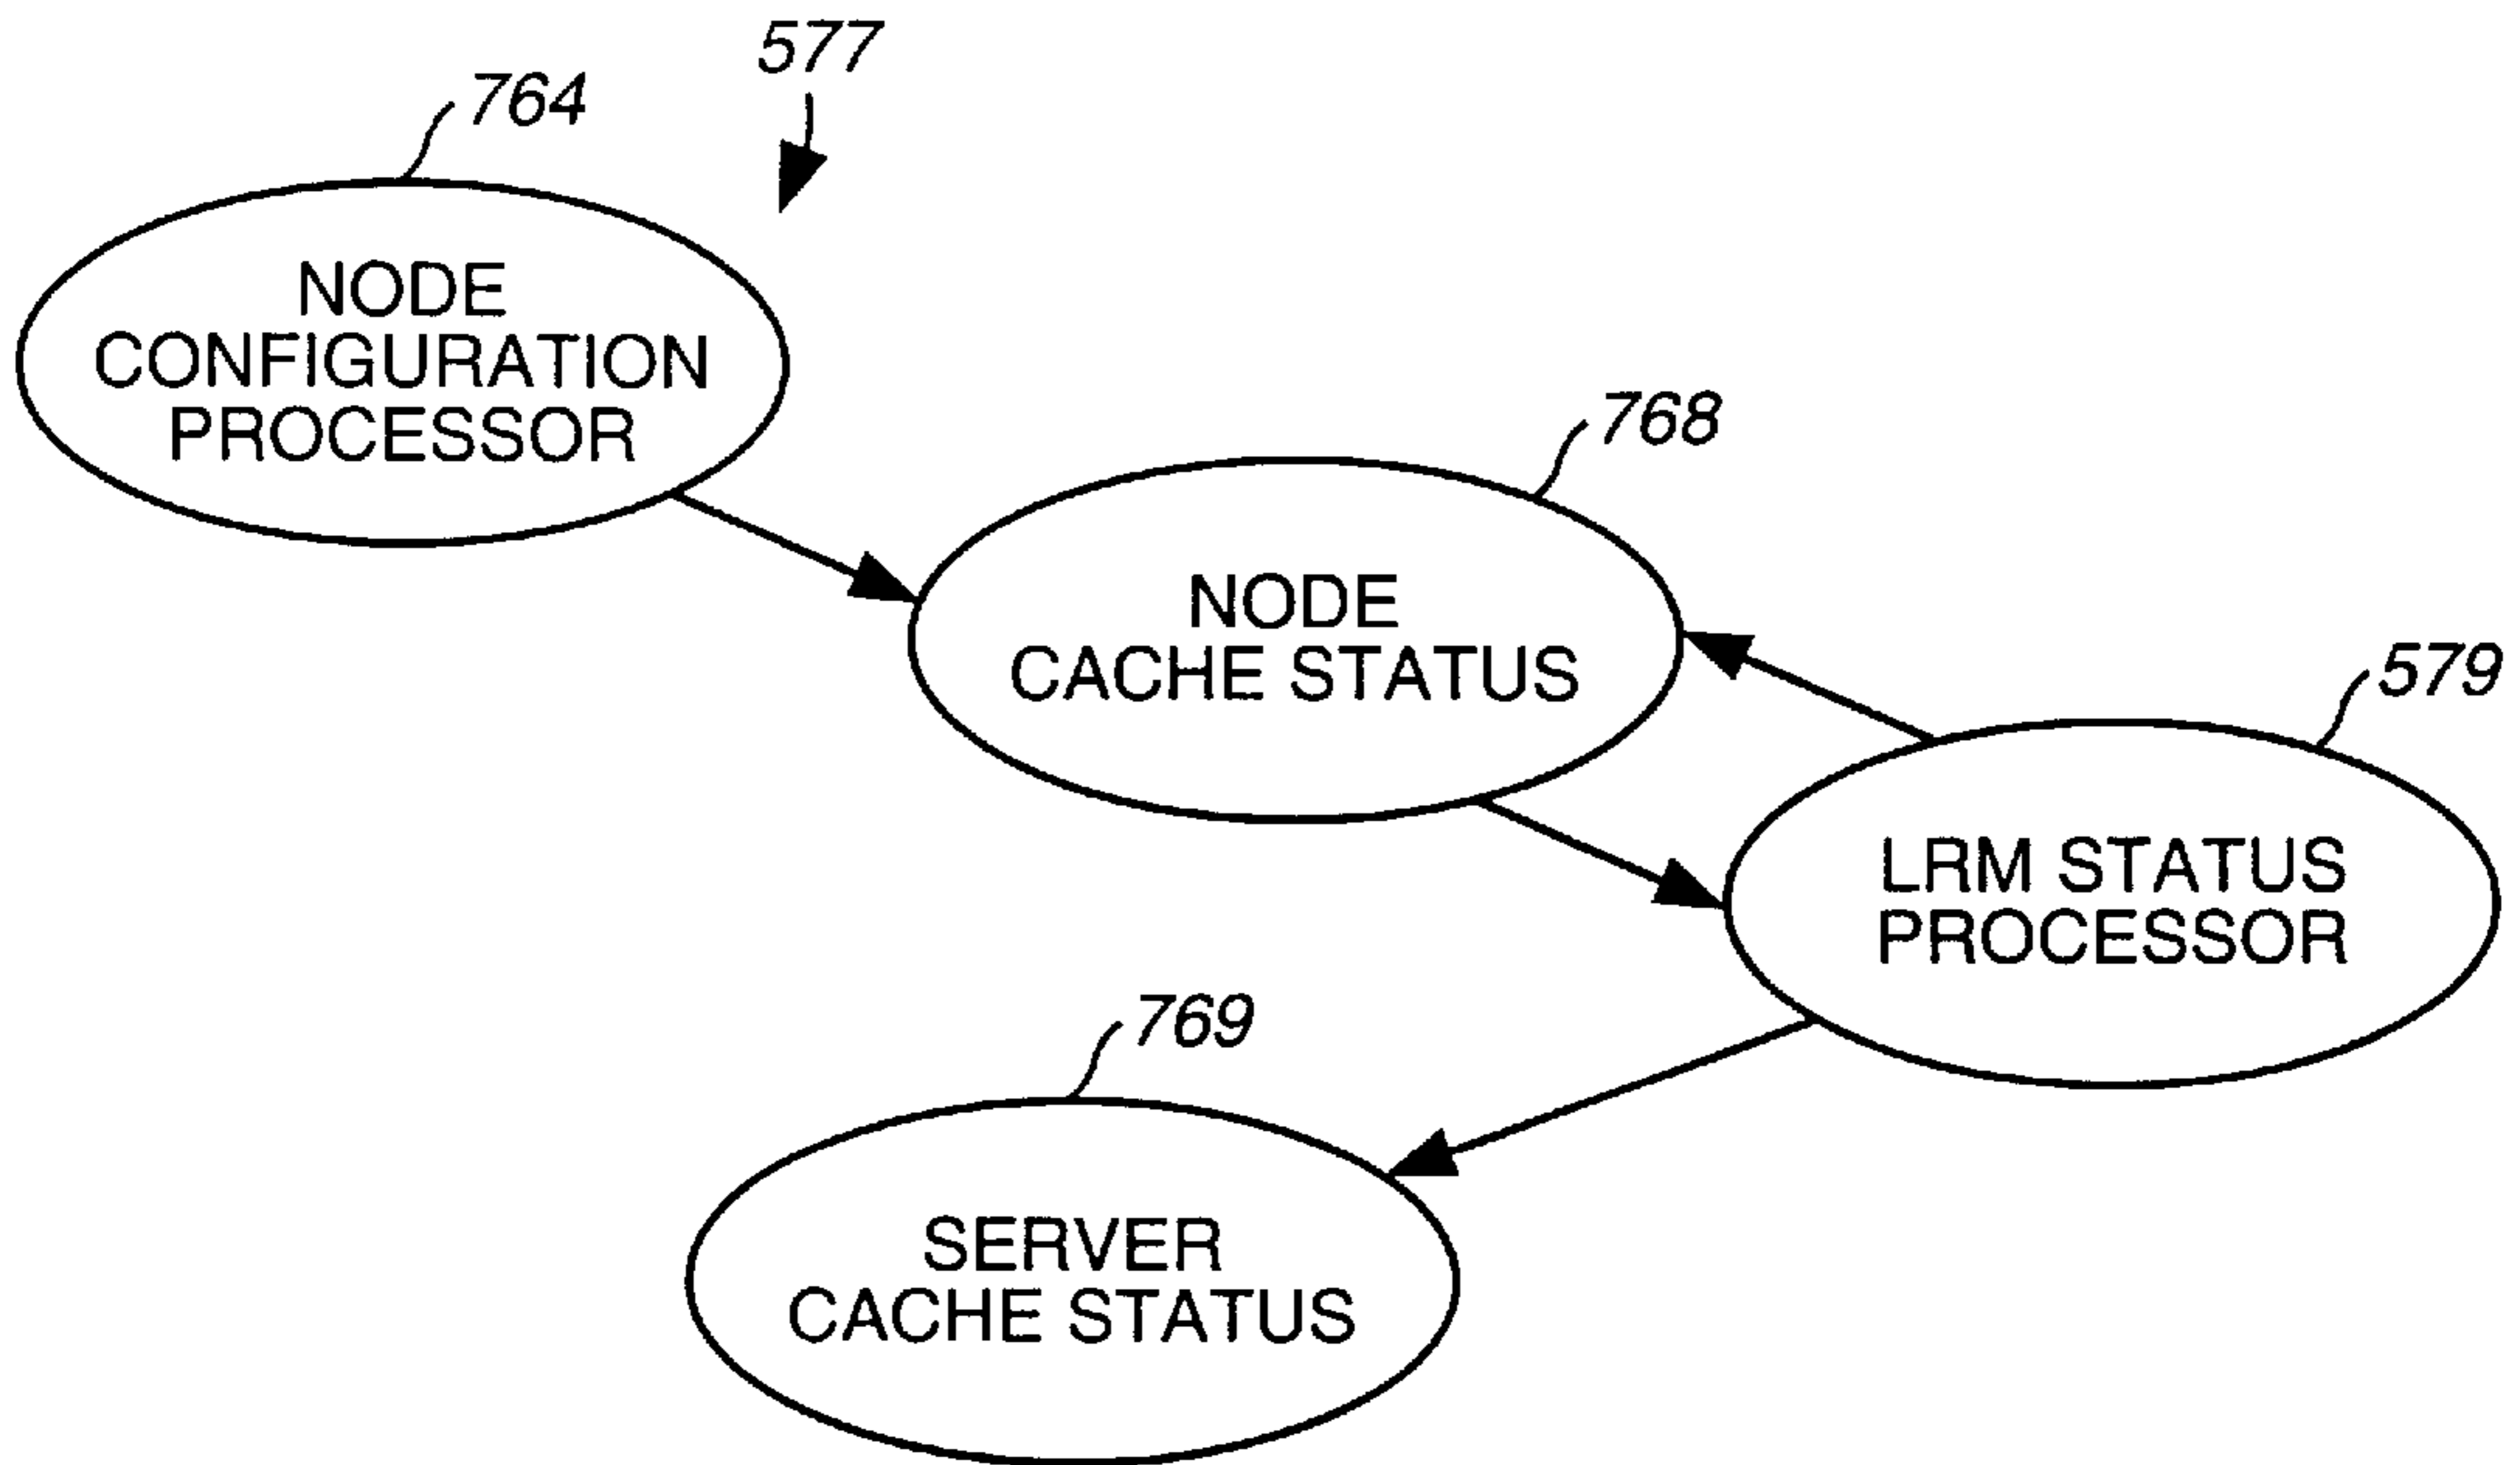 577
764
NODE
CONFIGURATION
PROCESSOR
768
NODE
CACHE STATUS
579
LRM STATUS
PROCESSOR
769
SERVER
CACHE STATUS